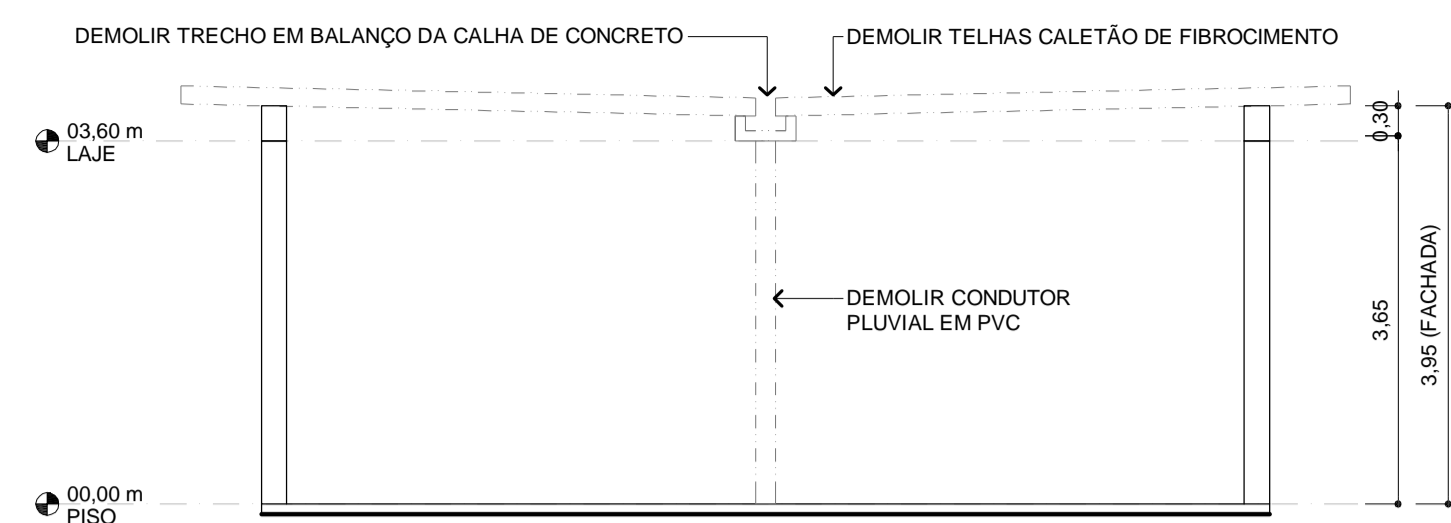 DEMOLIR TRECHO EM BALANÇO DA CALHA DE CONCRETO
DEMOLIR TELHAS CALETÃO DE FIBROCIMENTO
03,60 m
LAJE
0,30
DEMOLIR CONDUTOR
PLUVIAL EM PVC
3,65
3,95 (FACHADA)
00,00 m
PISO